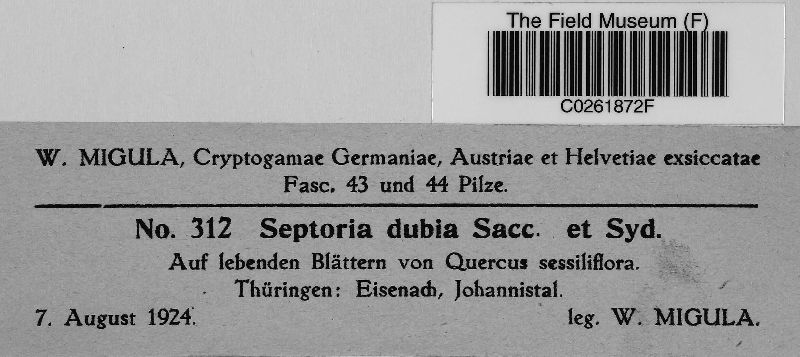 The Field Museum (F)
C0261872F
W. MIGULA, Cryptogamae Germaniae, Austriae et Helvetiae exsiccatae
Fasc. 43 und 44 Pilze.
No. 312 Septoria dubia Sacc. et Syd.
Auf lebenden Blättern von Quercus sessiliflora.
Thüringen: Eisenach, Johannistal.
7. August 1924. leg. W. MIGULA.